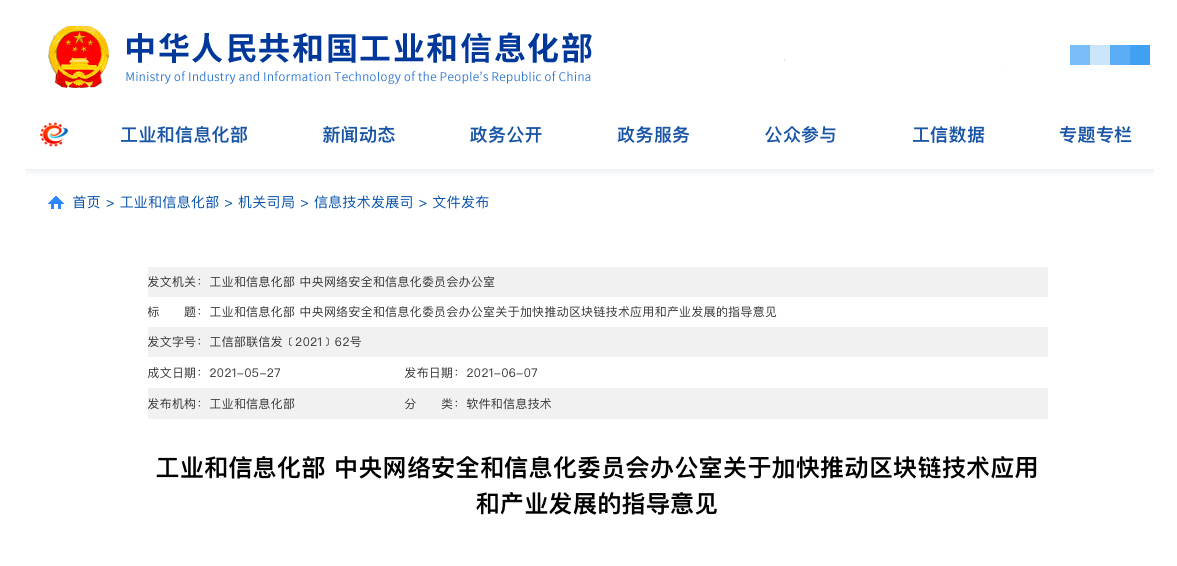 中华人民共和国工业和信息化部
Ministry of Industry and Information Technology of the People's Republic of China
工业和信息化部 新闻动态 政务公开 政务服务 公众参与 工信数据 专题专栏
首页 > 工业和信息化部 > 机关司局 > 信息技术发展司 > 文件发布
发文机关： 工业和信息化部 中央网络安全和信息化委员会办公室
标　　题： 工业和信息化部 中央网络安全和信息化委员会办公室关于加快推动区块链技术应用和产业发展的指导意见
发文字号： 工信部联信发﹝2021﹞62号
成文日期： 2021-05-27 发布日期： 2021-06-07
发布机构： 工业和信息化部 分　　类： 软件和信息技术
工业和信息化部 中央网络安全和信息化委员会办公室关于加快推动区块链技术应用
和产业发展的指导意见